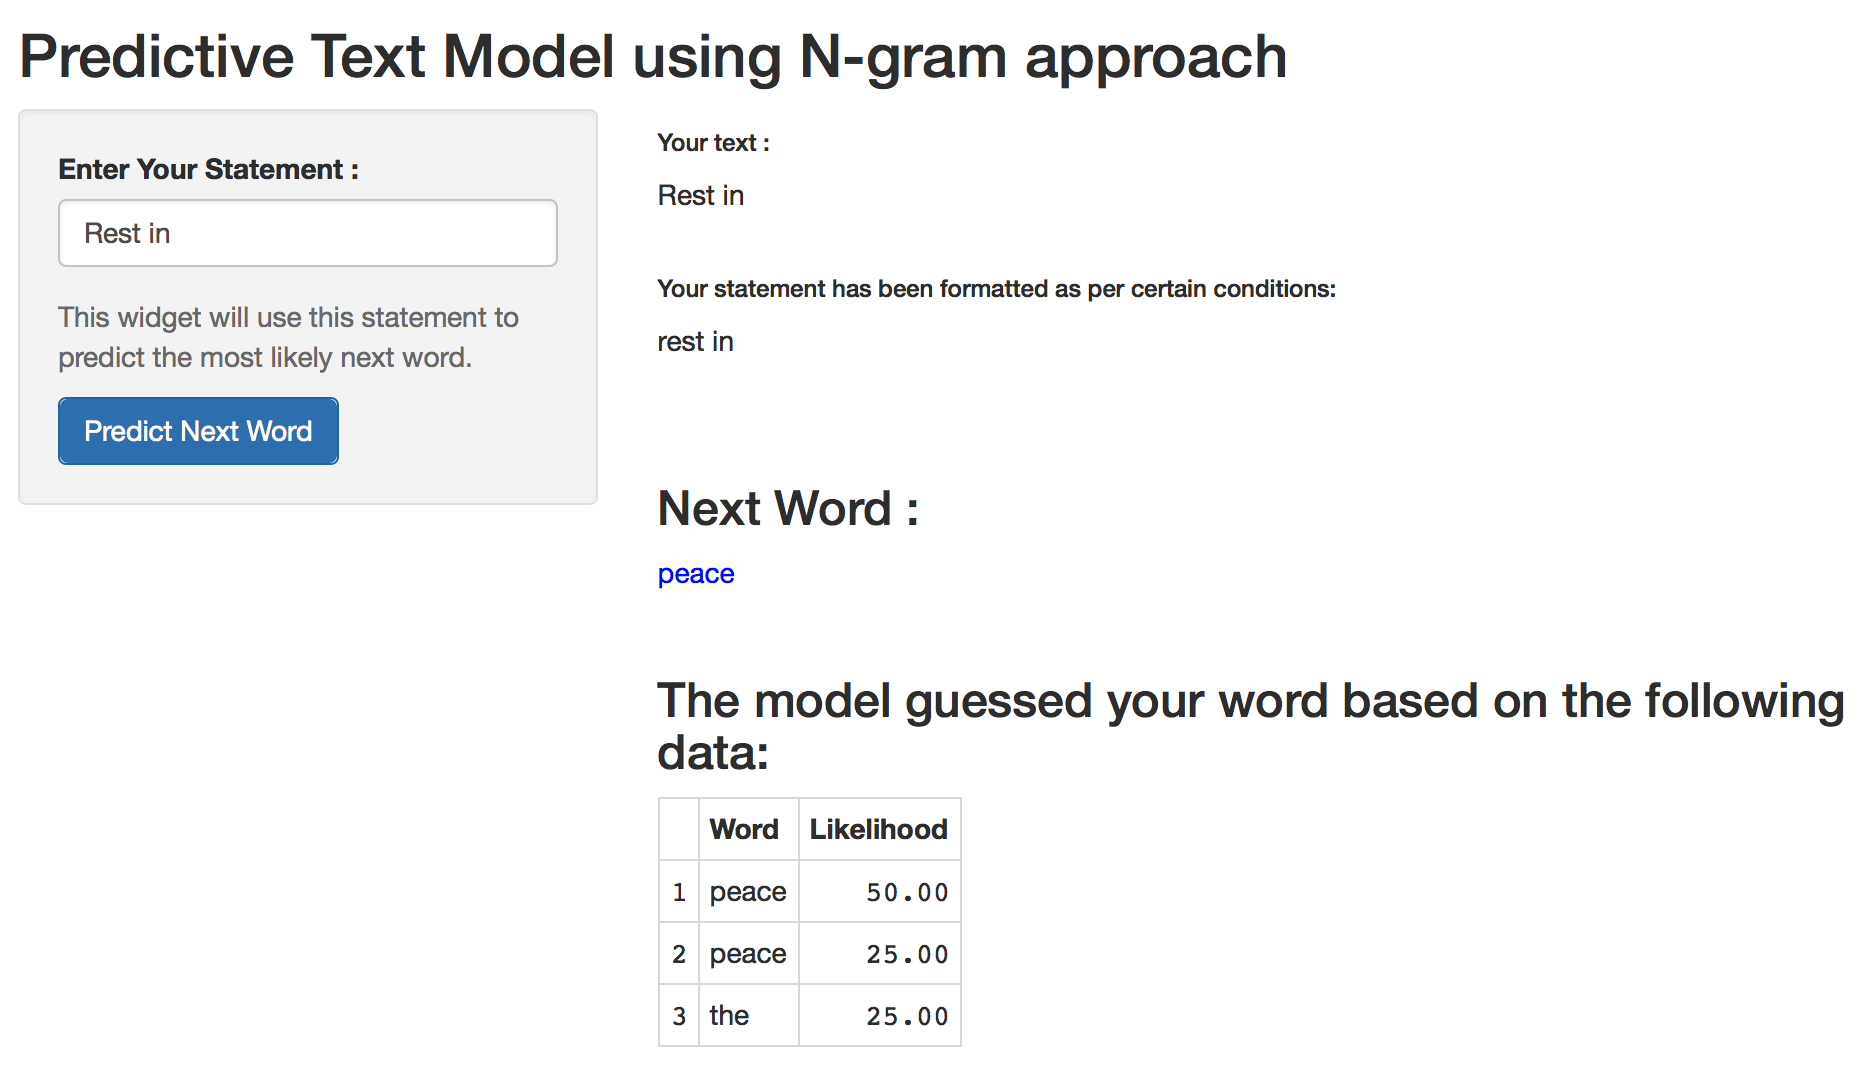 Predictive Text Model using N-gram approach
Enter Your Statement :
Rest in
This widget will use this statement to
predict the most likely next word.
Predict Next Word
Your text :
Rest in
Your statement has been formatted as per certain conditions:
rest in
Next Word :
peace
The model guessed your word based on the following
data:
Word Likelihood
1 peace 50.00
2 peace 25.00
3 the 25.00